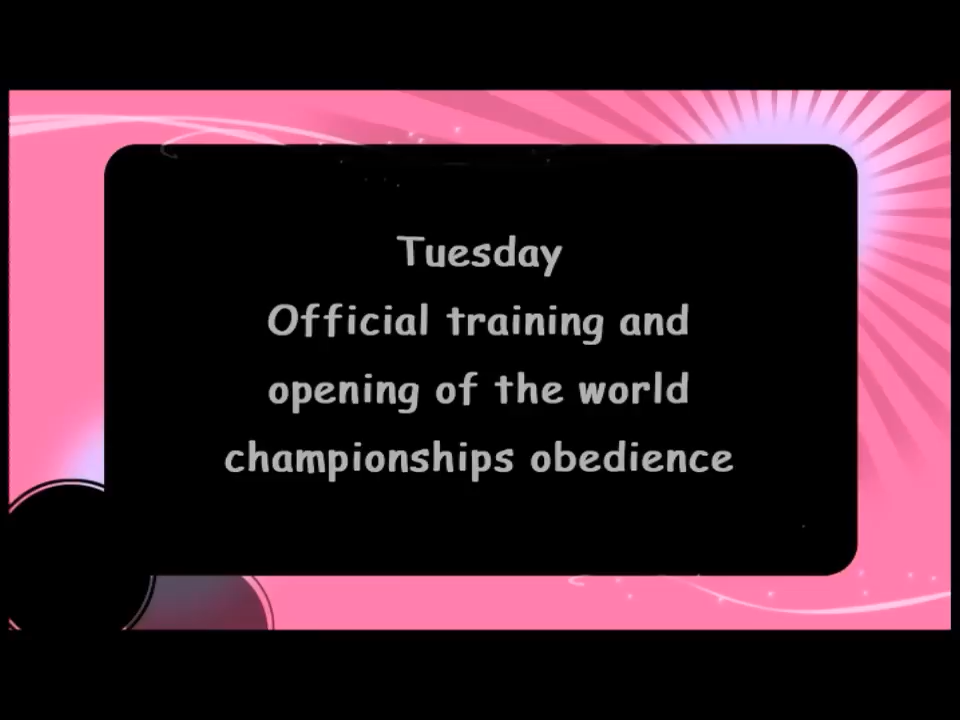 Tuesday
Official training and
opening of the world
championships obedience